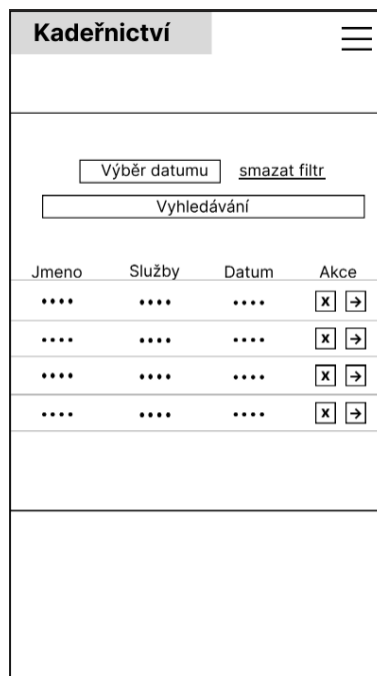 Kadeřnictví
Výběr datumu smazat filtr
Vyhledávání
Jmeno Služby Datum Akce
•••• •••• •••• x →
•••• •••• •••• x →
•••• •••• •••• x →
•••• •••• •••• x →